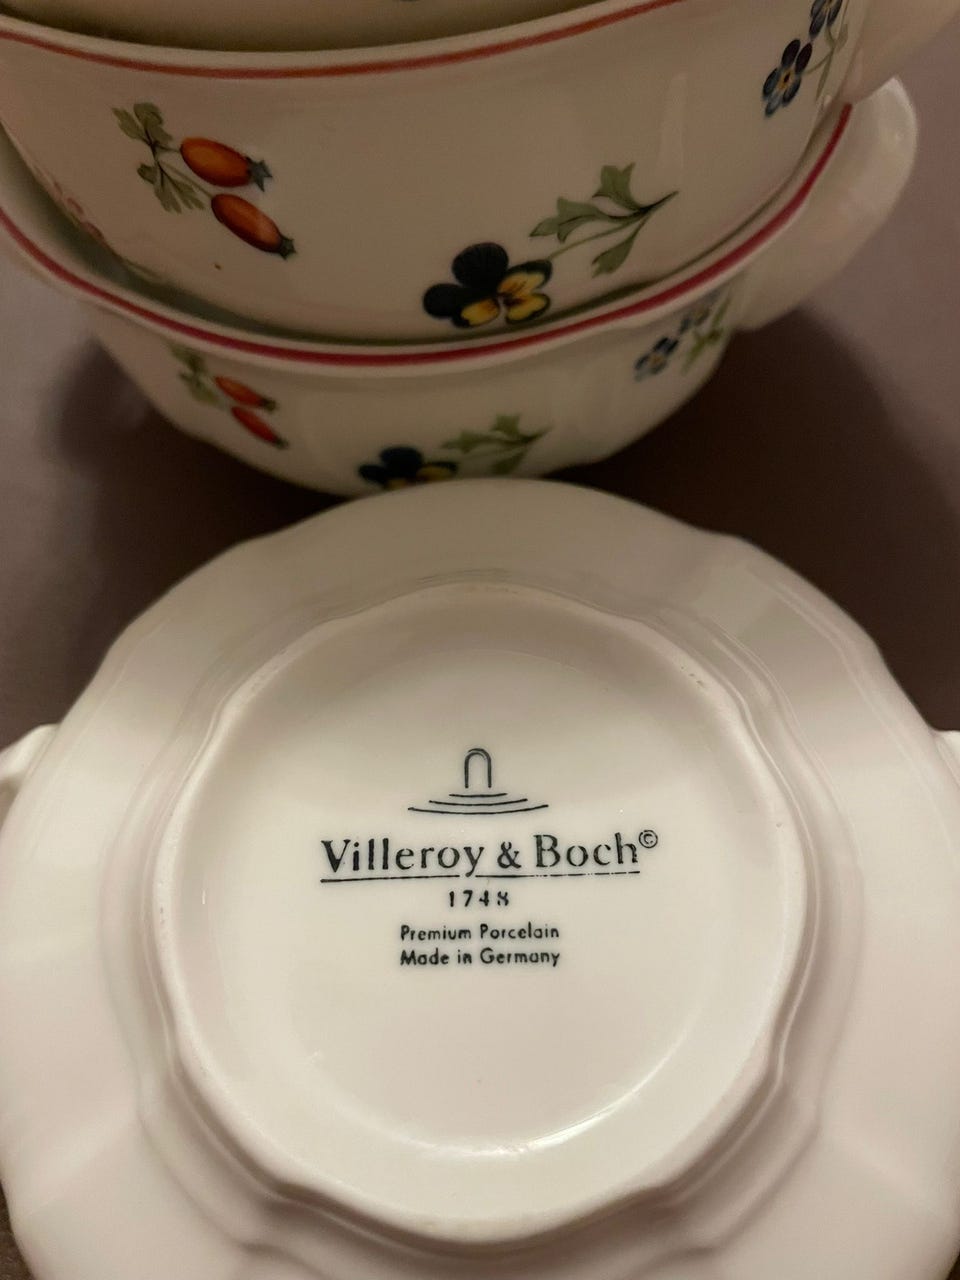 Villeroy & Boch©
1748
Premium Porcelain
Made in Germany